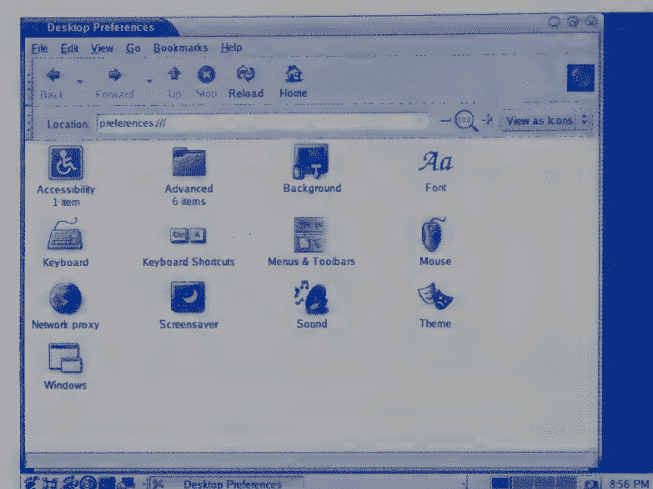 Desktop Preferences
File Edit View Go Bookmarks Help
Back Forward Up Stop Reload Home
Location: preferences:/// 100 View as Icons
Accessibility Advanced Background Font
1 item 6 items
Keyboard Keyboard Shortcuts Menus & Toolbars Mouse
Network proxy Screensaver Sound Theme
Windows
Desktop Preferences 8:56 PM